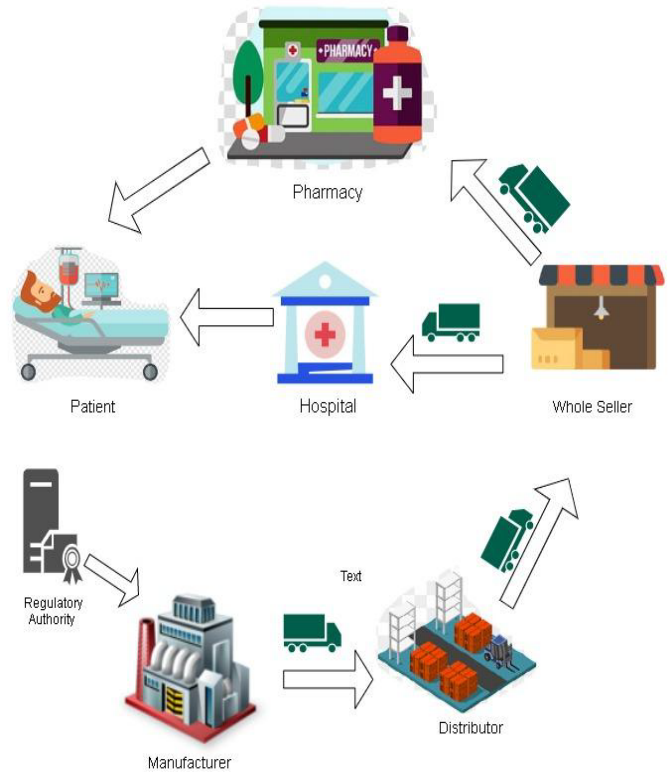 PHARMACY
Pharmacy
Patient
Hospital
Whole Seller
Regulatory
Authority
Text
Manufacturer
Distributor